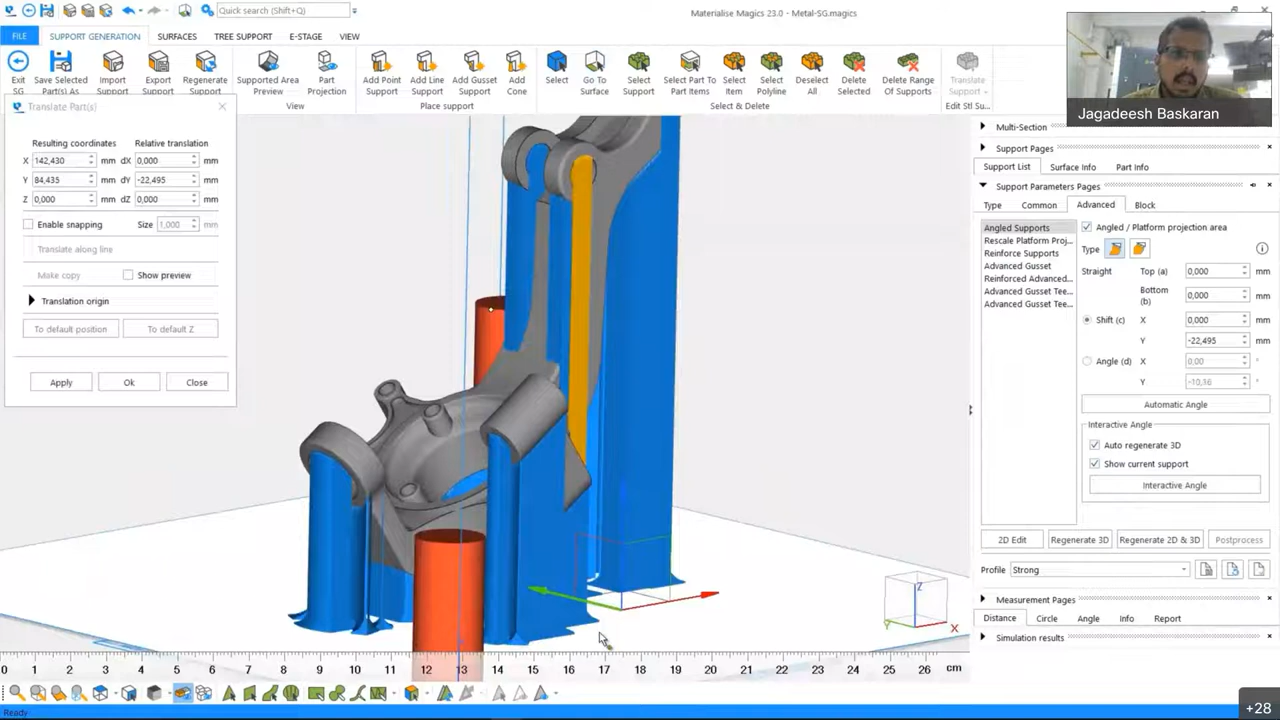 Quick search (Shift+Q)
Materialise Magics 23.0 - Metal-SG.magics
FILE SUPPORT GENERATION SURFACES TREE SUPPORT E-STAGE VIEW
Exit SG
Save Selected Parts As
Import Support
Export Support
Regenerate Support
Supported Area Preview
Part Projection
Add Point Support
Add Line Support
Add Gusset Support
Add Cone
Select
Go To Surface
Select Support
Select Part To Part Items
Select Item
Select Polyline
Deselect All
Delete Selected
Delete Range Of Supports
Translate Support
View Place support Select & Delete Edit Stl Su...
Jagadeesh Baskaran
Translate Part(s)
Resulting coordinates Relative translation
X 142,430 mm dX 0,000 mm
Y 84,435 mm dY -22,495 mm
Z 0,000 mm dZ 0,000 mm
Enable snapping Size 1,000 mm
Translate along line
Make copy Show preview
Translation origin
To default position To default Z
Apply Ok Close
Multi-Section
Support Pages
Support List Surface Info Part Info
Support Parameters Pages
Type Common Advanced Block
Angled Supports
Rescale Platform Proj...
Reinforce Supports
Advanced Gusset
Reinforced Advanced...
Advanced Gusset Tee...
Advanced Gusset Tee...
Angled / Platform projection area
Type
Straight Top (a) 0,000 mm
Bottom (b) 0,000 mm
Shift (c) X 0,000 mm
Y -22,495 mm
Angle (d) X 0,00 °
Y -10,16 °
Automatic Angle
Interactive Angle
Auto regenerate 3D
Show current support
Interactive Angle
2D Edit Regenerate 3D Regenerate 2D & 3D Postprocess
Profile Strong
Measurement Pages
Distance Circle Angle Info Report
Simulation results
Z
Y
X
0 1 2 3 4 5 6 7 8 9 10 11 12 13 14 15 16 17 18 19 20 21 22 23 24 25 26 cm
Ready
+28